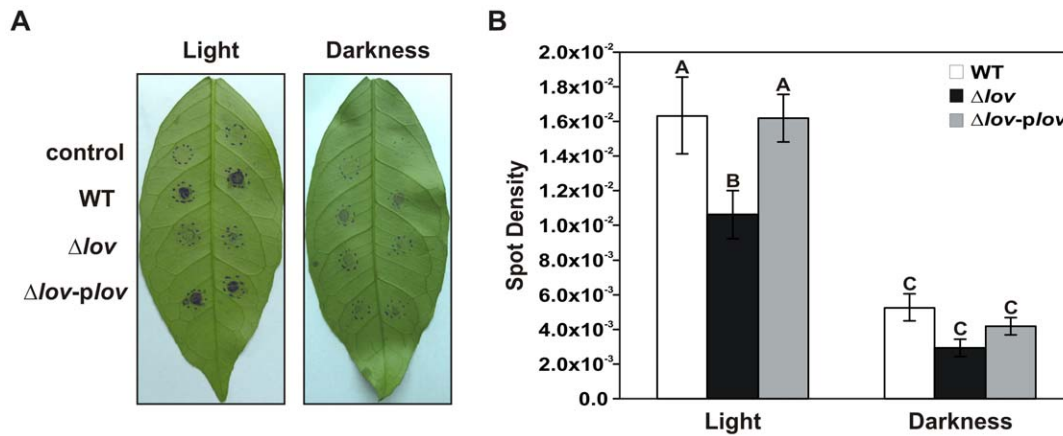 A
Light
Darkness
control
WT
Δlov
Δlov-plov
B
Spot Density
2.0x10⁻²
1.8x10⁻²
1.6x10⁻²
1.4x10⁻²
1.2x10⁻²
1.0x10⁻²
8.0x10⁻³
6.0x10⁻³
4.0x10⁻³
2.0x10⁻³
0.0
A
B
A
C
C
C
WT
Δlov
Δlov-plov
Light
Darkness